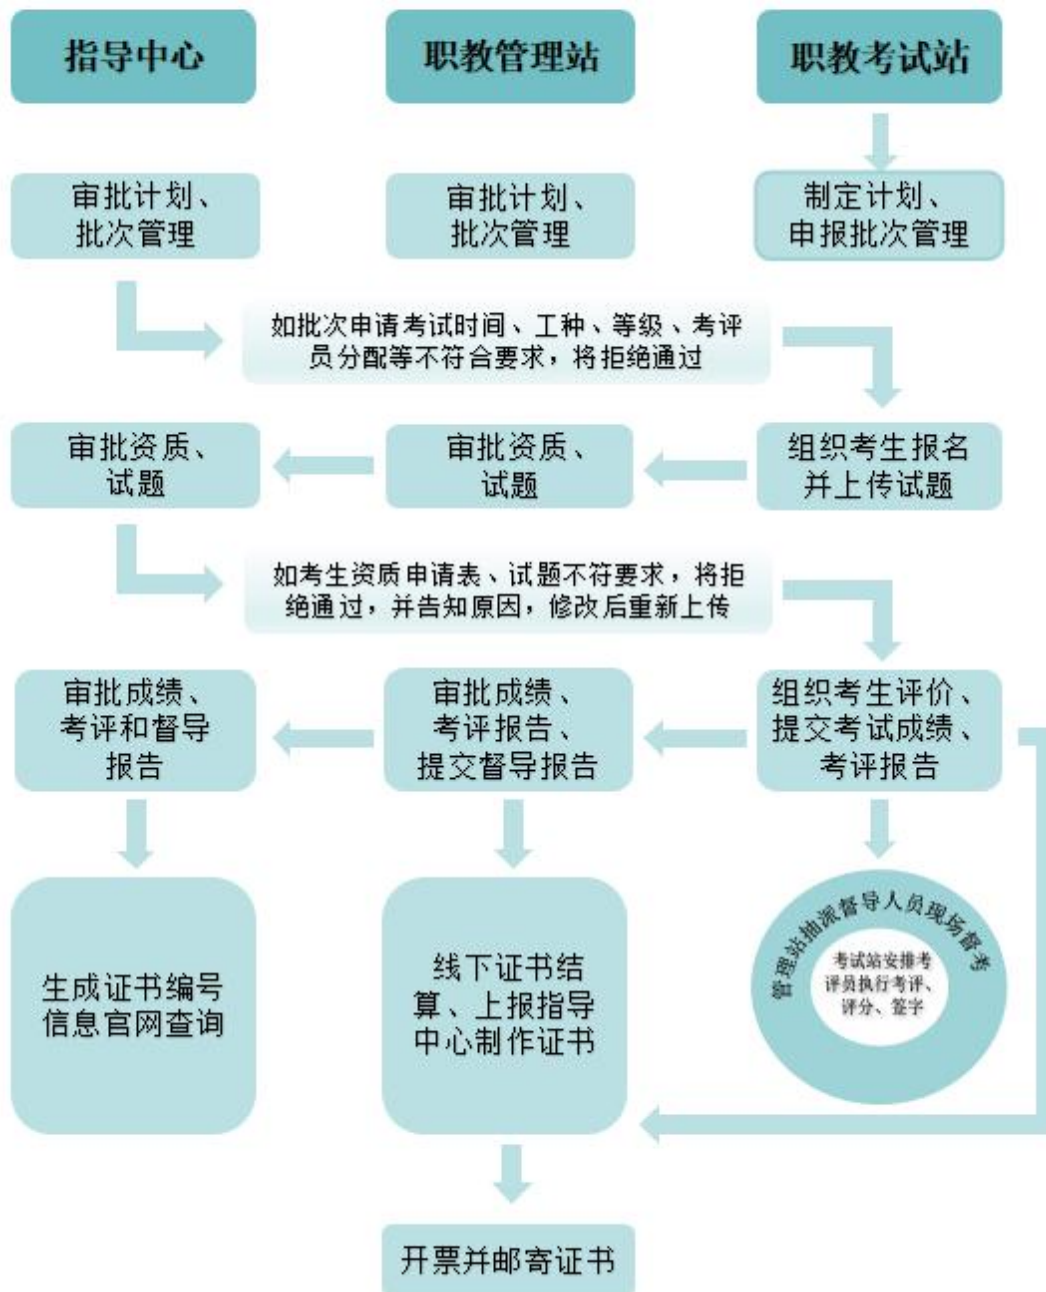 指导中心
职教管理站
职教考试站
审批计划、
批次管理
审批计划、
批次管理
制定计划、
申报批次管理
如批次申请考试时间、工种、等级、考评
员分配等不符合要求，将拒绝通过
审批资质、
试题
审批资质、
试题
组织考生报名
并上传试题
如考生资质申请表、试题不符要求，将拒
绝通过，并告知原因，修改后重新上传
审批成绩、
考评和督导
报告
审批成绩、
考评报告、
提交督导报告
组织考生评价、
提交考试成绩、
考评报告
生成证书编号
信息官网查询
线下证书结
算、上报指导
中心制作证书
管理站抽派督导人员现场督考
考试站安排考
评员执行考评、
评分、签字
开票并邮寄证书